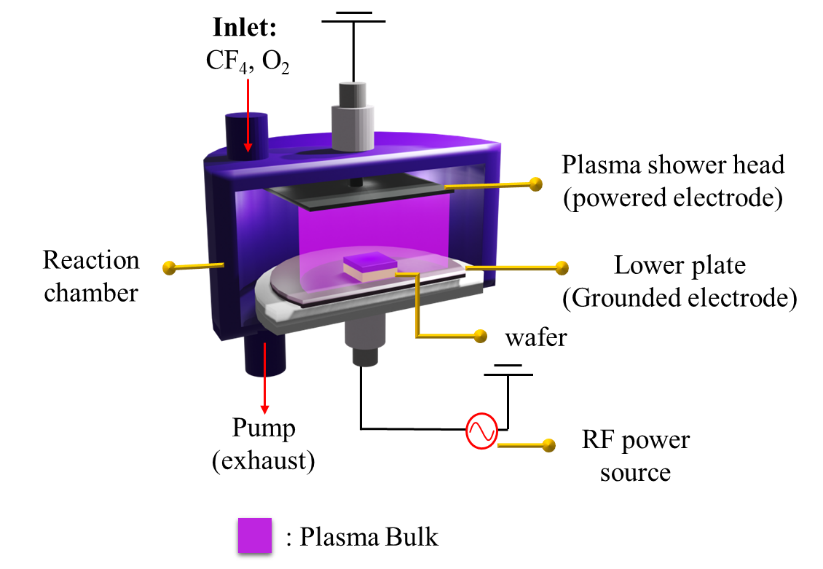 Inlet:
CF₄, O₂
Plasma shower head
(powered electrode)
Reaction
chamber
Lower plate
(Grounded electrode)
wafer
Pump
(exhaust)
RF power
source
: Plasma Bulk